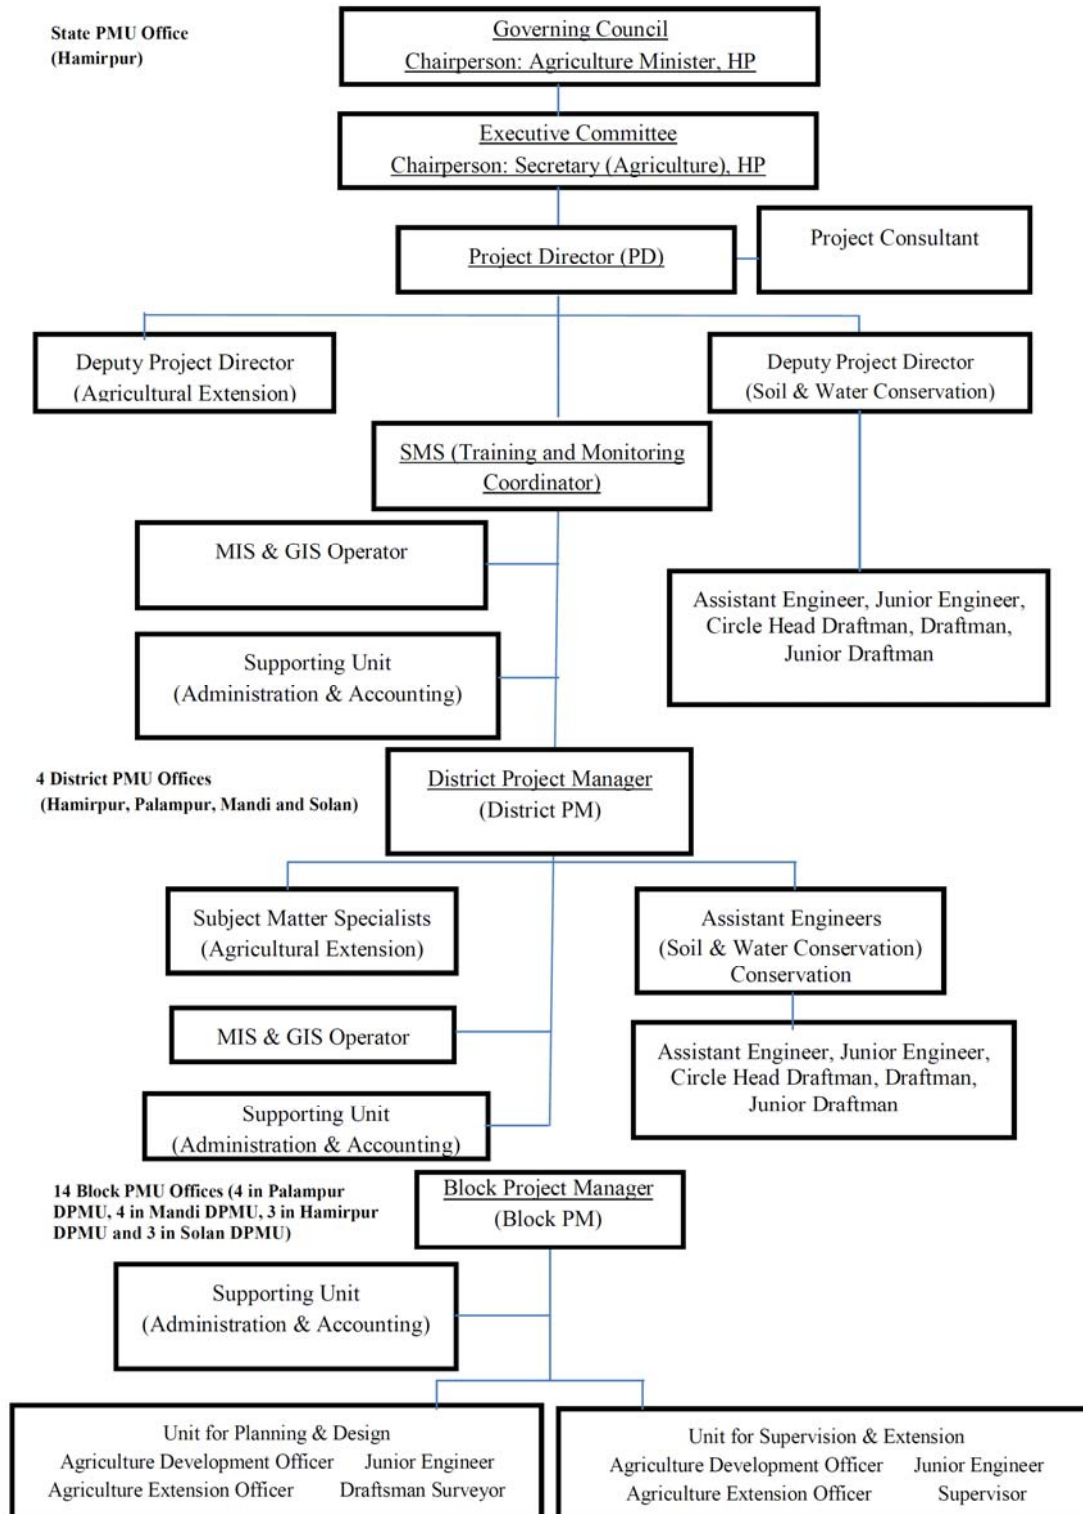 State PMU Office
(Hamirpur)
Governing Council
Chairperson: Agriculture Minister, HP
Executive Committee
Chairperson: Secretary (Agriculture), HP
Project Director (PD)
Project Consultant
Deputy Project Director
(Agricultural Extension)
Deputy Project Director
(Soil & Water Conservation)
SMS (Training and Monitoring
Coordinator)
MIS & GIS Operator
Assistant Engineer, Junior Engineer,
Circle Head Draftman, Draftman,
Junior Draftman
Supporting Unit
(Administration & Accounting)
4 District PMU Offices
(Hamirpur, Palampur, Mandi and Solan)
District Project Manager
(District PM)
Subject Matter Specialists
(Agricultural Extension)
Assistant Engineers
(Soil & Water Conservation)
Conservation
MIS & GIS Operator
Assistant Engineer, Junior Engineer,
Circle Head Draftman, Draftman,
Junior Draftman
Supporting Unit
(Administration & Accounting)
14 Block PMU Offices (4 in Palampur
DPMU, 4 in Mandi DPMU, 3 in Hamirpur
DPMU and 3 in Solan DPMU)
Block Project Manager
(Block PM)
Supporting Unit
(Administration & Accounting)
Unit for Planning & Design
Agriculture Development Officer Junior Engineer
Agriculture Extension Officer Draftsman Surveyor
Unit for Supervision & Extension
Agriculture Development Officer Junior Engineer
Agriculture Extension Officer Supervisor